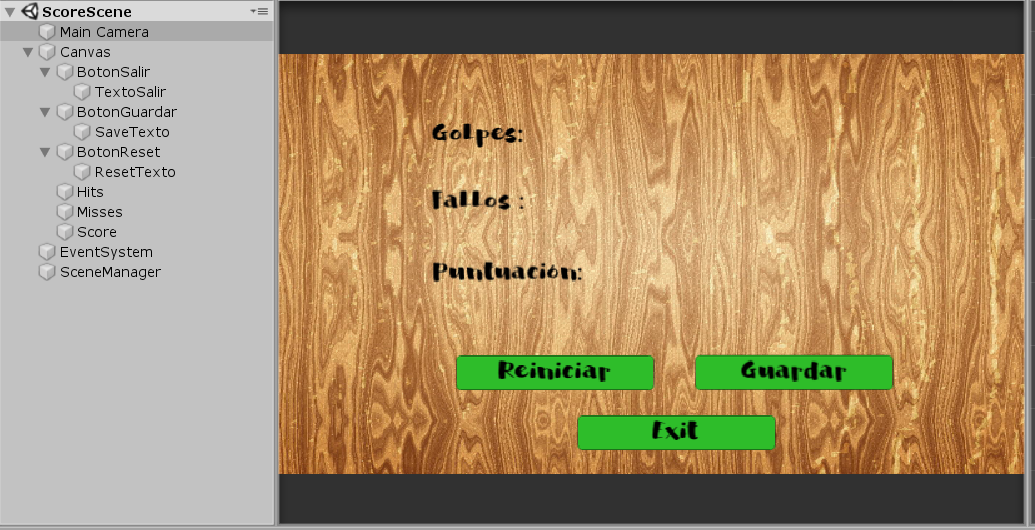 ScoreScene
Main Camera
Canvas
BotonSalir
TextoSalir
BotonGuardar
SaveTexto
BotonReset
ResetTexto
Hits
Misses
Score
EventSystem
SceneManager
Golpes:
Fallos :
Puntuación:
Reiniciar
Guardar
Exit